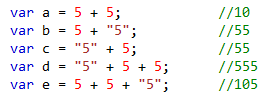 var a = 5 + 5; //10
var b = 5 + "5"; //55
var c = "5" + 5; //55
var d = "5" + 5 + 5; //555
var e = 5 + 5 + "5"; //105